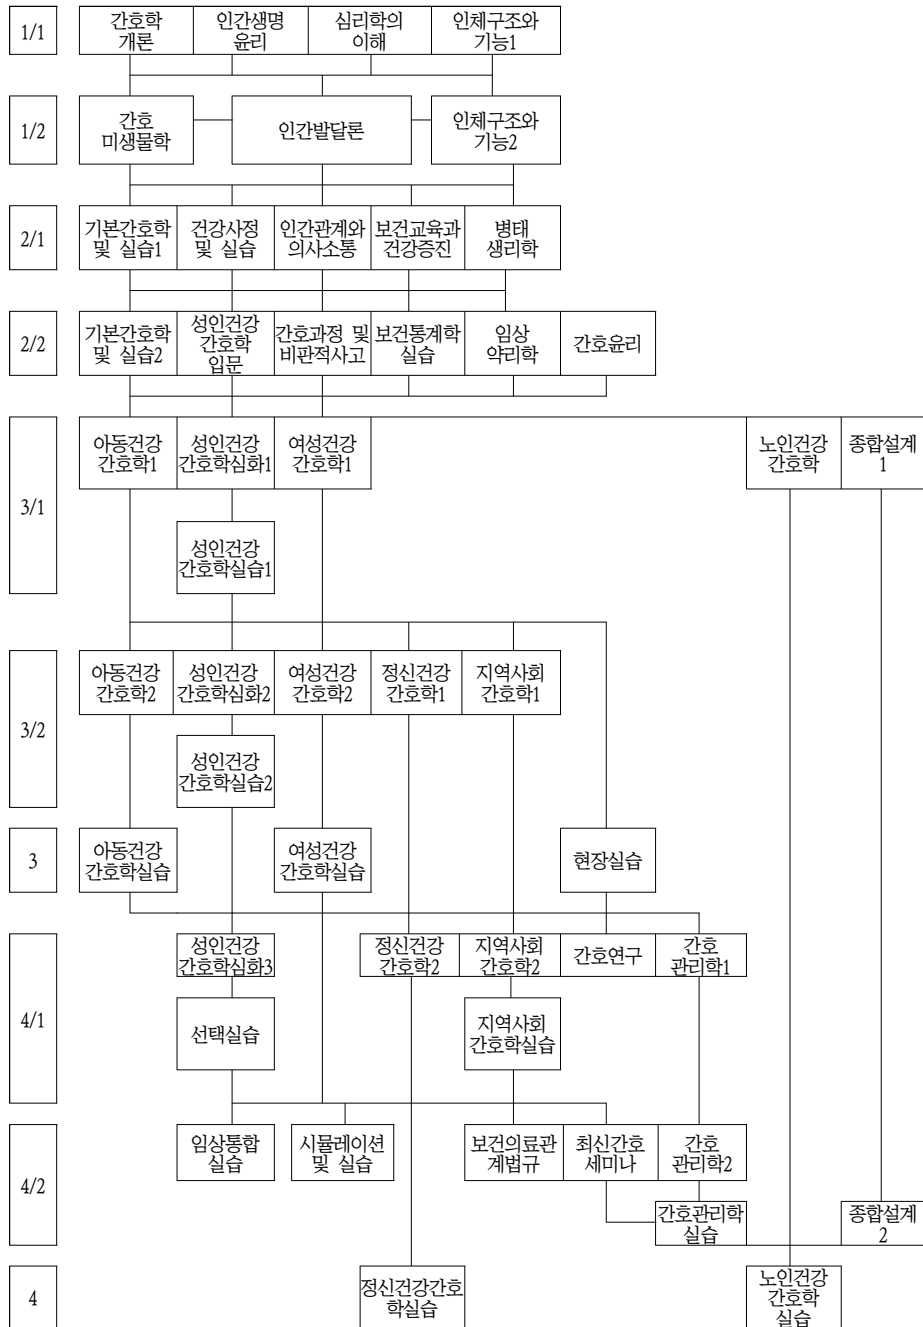 1/1
간호학
개론
인간생명
윤리
심리학의
이해
인체구조와
기능1
1/2
간호
미생물학
인간발달론
인체구조와
기능2
2/1
기본간호학
및 실습1
건강사정
및 실습
인간관계와
의사소통
보건교육과
건강증진
병태
생리학
2/2
기본간호학
및 실습2
성인건강
간호학
입문
간호과정 및
비판적사고
보건통계학
실습
임상
약리학
간호윤리
3/1
아동건강
간호학1
성인건강
간호학심화1
여성건강
간호학1
노인건강
간호학
종합설계
1
성인건강
간호학실습1
3/2
아동건강
간호학2
성인건강
간호학심화2
여성건강
간호학2
정신건강
간호학1
지역사회
간호학1
성인건강
간호학실습2
3
아동건강
간호학실습
여성건강
간호학실습
현장실습
4/1
성인건강
간호학심화3
정신건강
간호학2
지역사회
간호학2
간호연구
간호
관리학1
선택실습
지역사회
간호학실습
4/2
임상통합
실습
시뮬레이션
및 실습
보건의료관
계법규
최신간호
세미나
간호
관리학2
간호관리학
실습
종합설계
2
4
정신건강간호
학실습
노인건강
간호학
실습